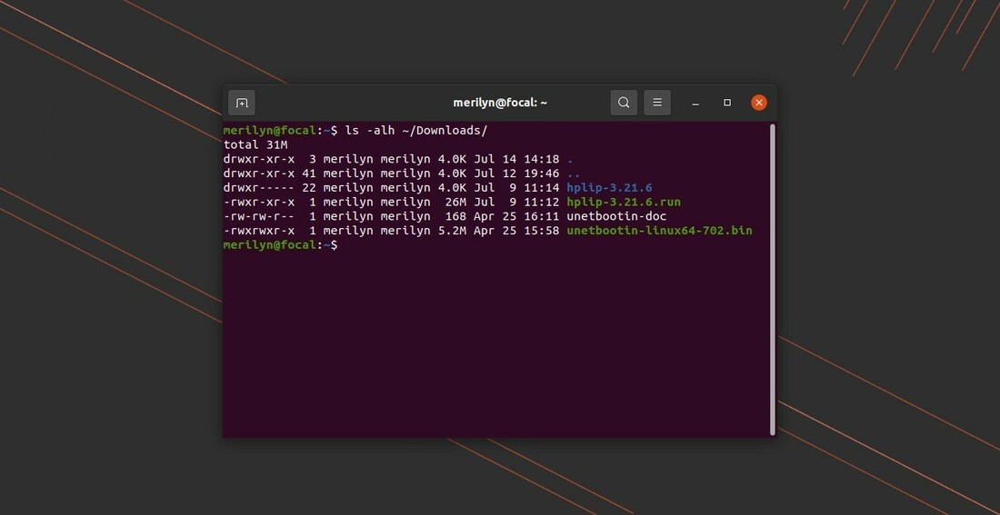 merilyn@focal: ~
merilyn@focal:~$ ls -alh ~/Downloads/
total 31M
drwxr-xr-x  3 merilyn merilyn 4.0K Jul 14 14:18 .
drwxr-xr-x 41 merilyn merilyn 4.0K Jul 12 19:46 ..
drwxr----- 22 merilyn merilyn 4.0K Jul  9 11:14 hplip-3.21.6
-rwxr-xr-x  1 merilyn merilyn  26M Jul  9 11:12 hplip-3.21.6.run
-rw-rw-r--  1 merilyn merilyn  168 Apr 25 16:11 unetbootin-doc
-rwxrwxr-x  1 merilyn merilyn 5.2M Apr 25 15:58 unetbootin-linux64-702.bin
merilyn@focal:~$